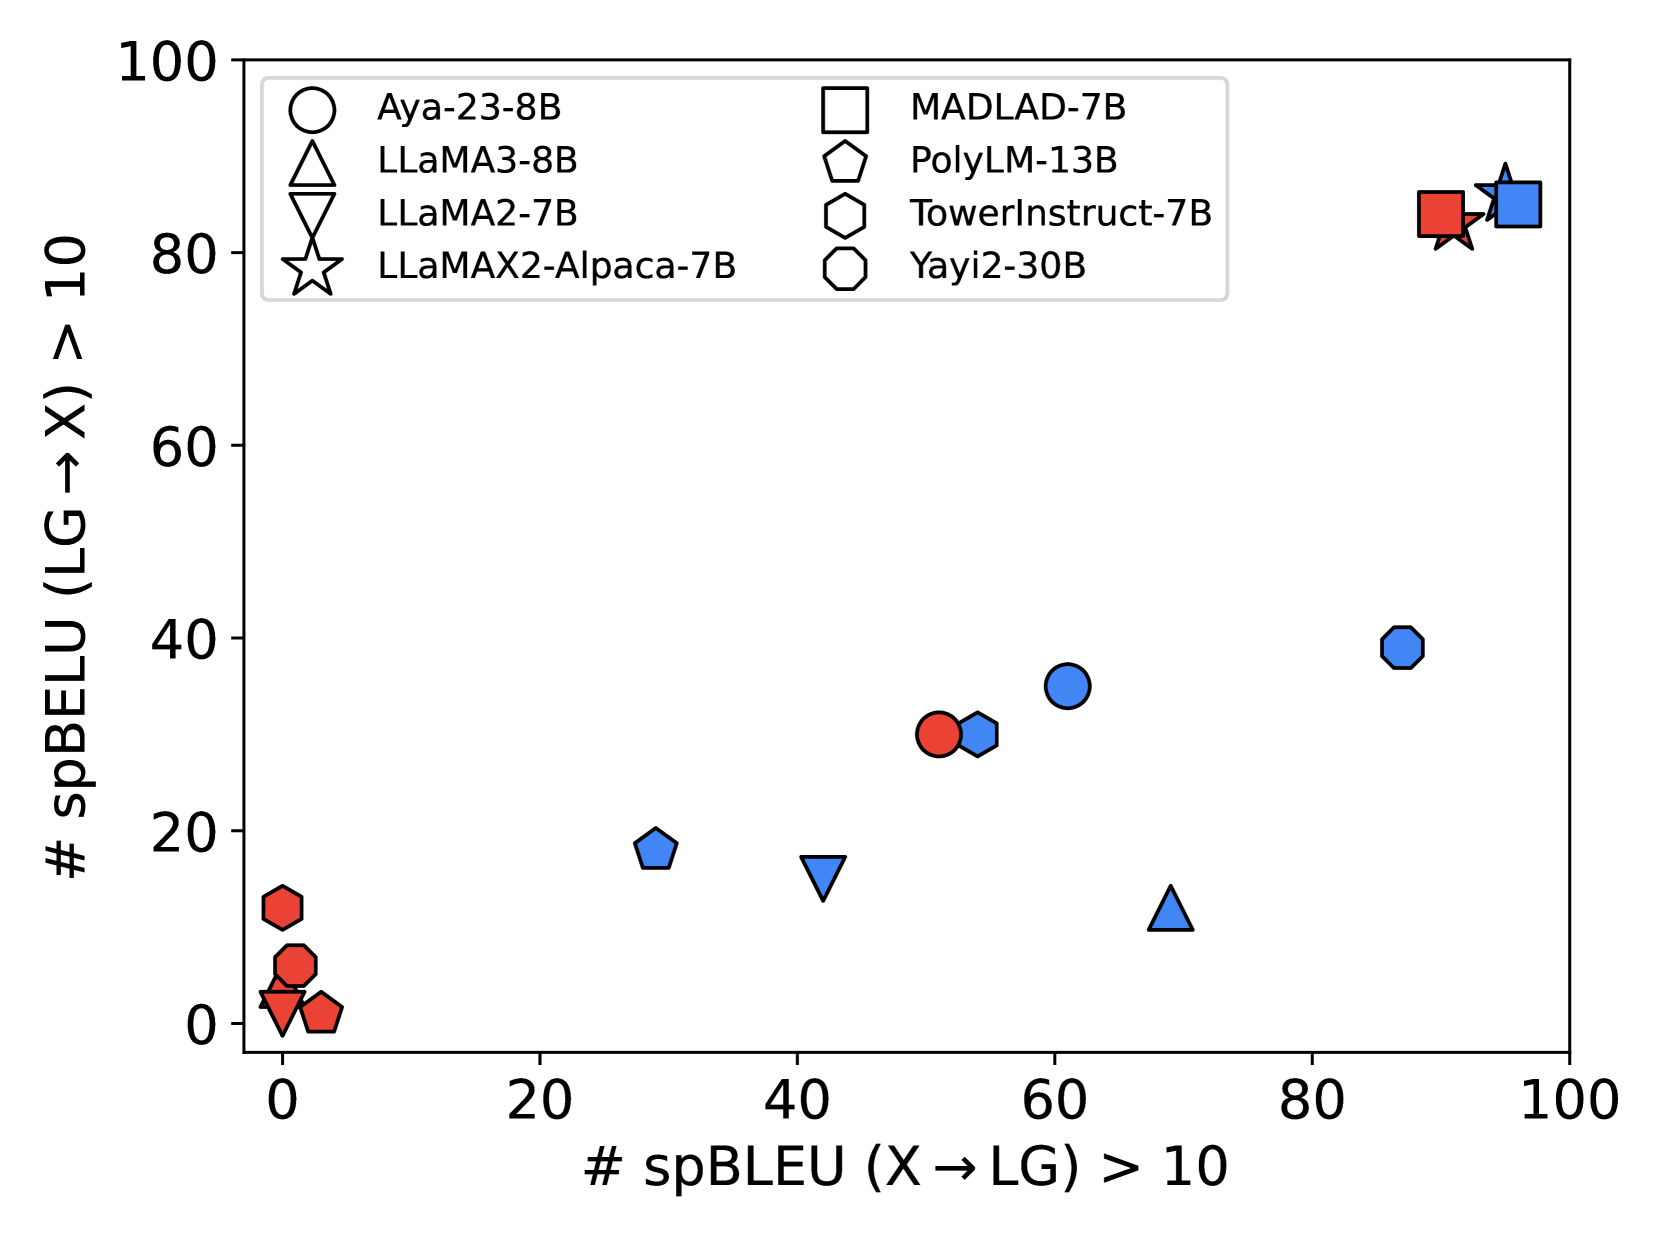 # spBELU (LG→X) > 10
100
80
60
40
20
0
Aya-23-8B
LLaMA3-8B
LLaMA2-7B
LLaMAX2-Alpaca-7B
MADLAD-7B
PolyLM-13B
TowerInstruct-7B
Yayi2-30B
0 20 40 60 80 100
# spBLEU (X→LG) > 10